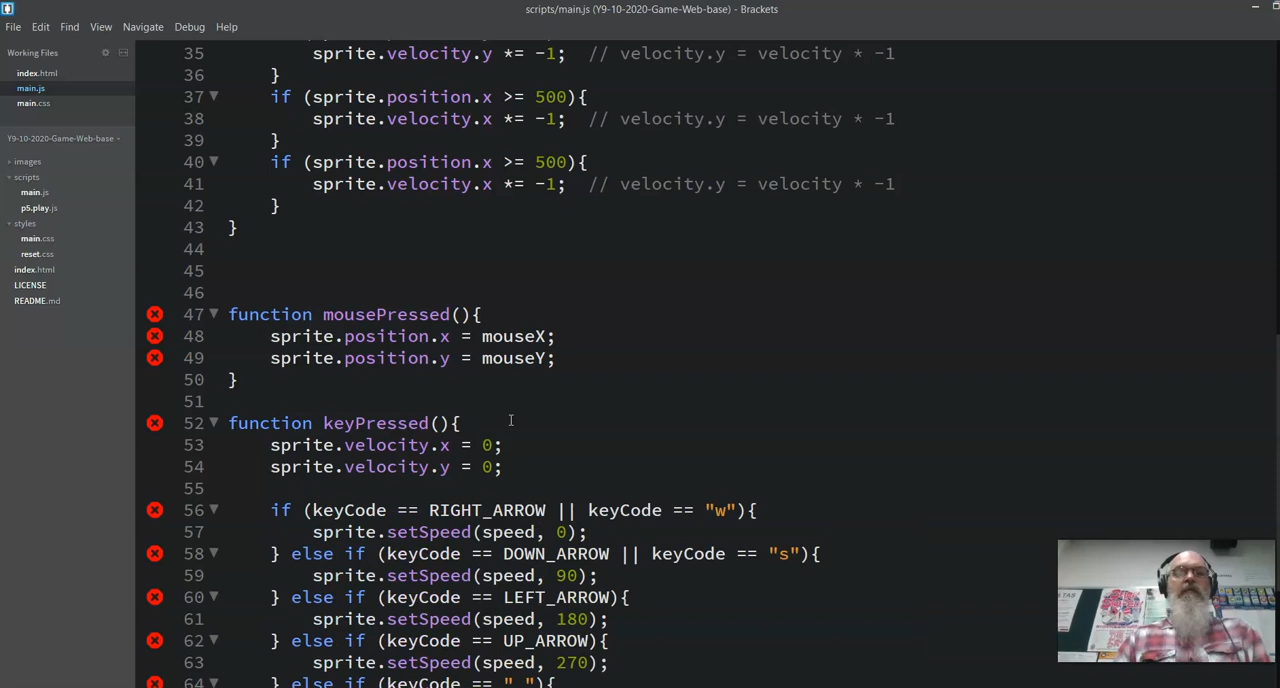 scripts/main.js (Y9-10-2020-Game-Web-base) - Brackets
File Edit Find View Navigate Debug Help
Working Files
index.html
main.js
main.css
Y9-10-2020-Game-Web-base
images
scripts
main.js
p5.play.js
styles
main.css
reset.css
index.html
LICENSE
README.md
35 sprite.velocity.y *= -1; // velocity.y = velocity * -1
36 }
37 if (sprite.position.x >= 500){
38 sprite.velocity.x *= -1; // velocity.y = velocity * -1
39 }
40 if (sprite.position.x >= 500){
41 sprite.velocity.x *= -1; // velocity.y = velocity * -1
42 }
43 }
44
45
46
47 function mousePressed(){
48 sprite.position.x = mouseX;
49 sprite.position.y = mouseY;
50 }
51
52 function keyPressed(){
53 sprite.velocity.x = 0;
54 sprite.velocity.y = 0;
55
56 if (keyCode == RIGHT_ARROW || keyCode == "w"){
57 sprite.setSpeed(speed, 0);
58 } else if (keyCode == DOWN_ARROW || keyCode == "s"){
59 sprite.setSpeed(speed, 90);
60 } else if (keyCode == LEFT_ARROW){
61 sprite.setSpeed(speed, 180);
62 } else if (keyCode == UP_ARROW){
63 sprite.setSpeed(speed, 270);
64 } else if (keyCode == " "){